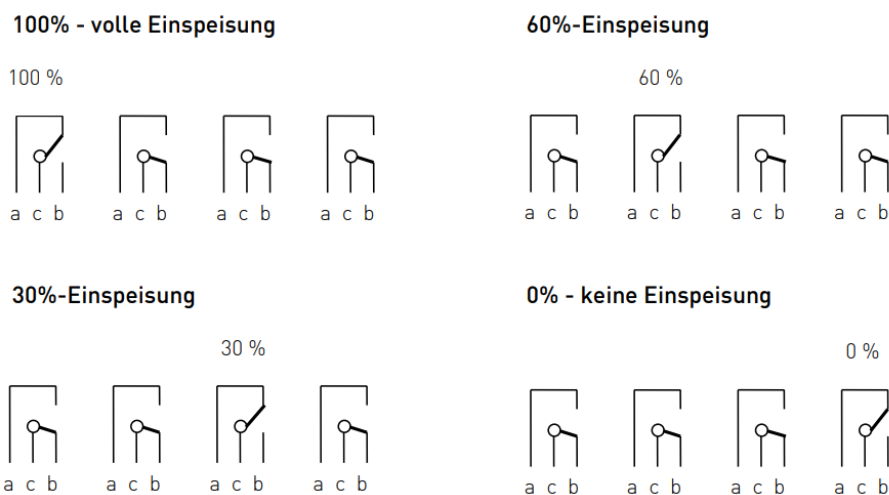 100% - volle Einspeisung
100 %
a c b a c b a c b a c b
60%-Einspeisung
60 %
a c b a c b a c b a c b
30%-Einspeisung
30 %
a c b a c b a c b a c b
0% - keine Einspeisung
0 %
a c b a c b a c b a c b